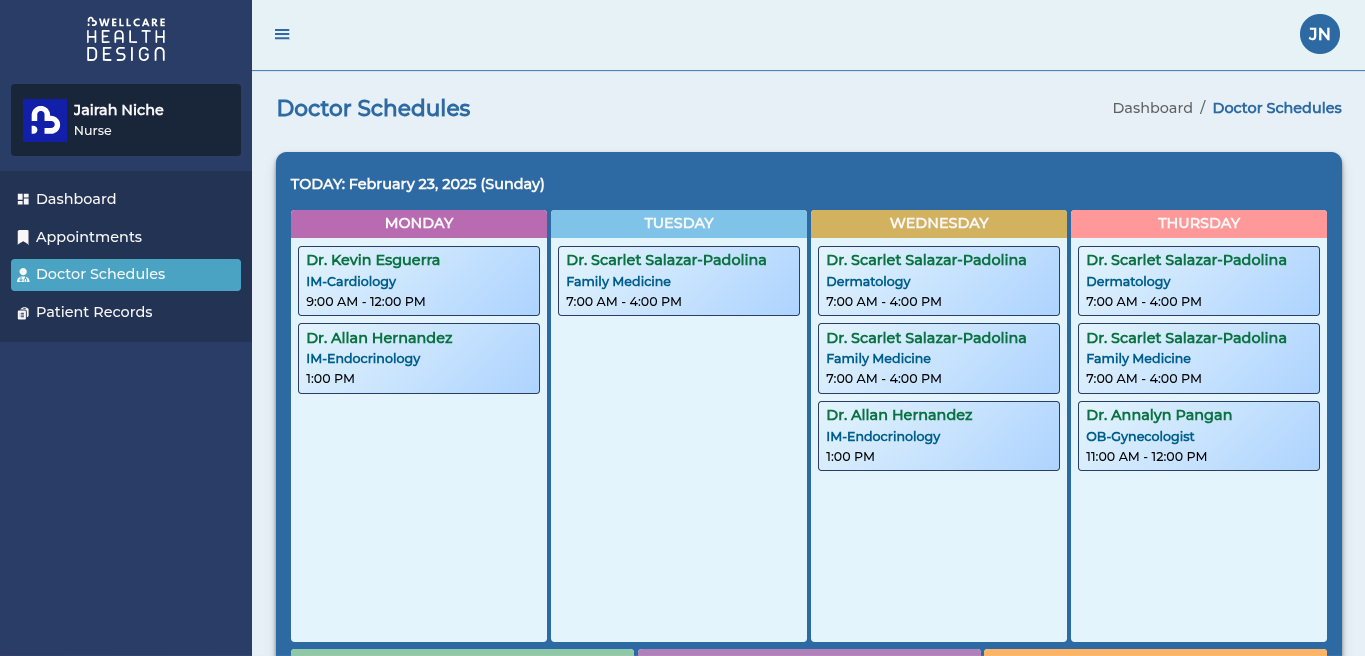 WELLCARE
HEALTH
DESIGN
JN
Jairah Niche
Nurse
Dashboard
Appointments
Doctor Schedules
Patient Records
Doctor Schedules
Dashboard / Doctor Schedules
TODAY: February 23, 2025 (Sunday)
MONDAY
Dr. Kevin Esguerra
IM-Cardiology
9:00 AM - 12:00 PM
Dr. Allan Hernandez
IM-Endocrinology
1:00 PM
TUESDAY
Dr. Scarlet Salazar-Padolina
Family Medicine
7:00 AM - 4:00 PM
WEDNESDAY
Dr. Scarlet Salazar-Padolina
Dermatology
7:00 AM - 4:00 PM
Dr. Scarlet Salazar-Padolina
Family Medicine
7:00 AM - 4:00 PM
Dr. Allan Hernandez
IM-Endocrinology
1:00 PM
THURSDAY
Dr. Scarlet Salazar-Padolina
Dermatology
7:00 AM - 4:00 PM
Dr. Scarlet Salazar-Padolina
Family Medicine
7:00 AM - 4:00 PM
Dr. Annalyn Pangan
OB-Gynecologist
11:00 AM - 12:00 PM